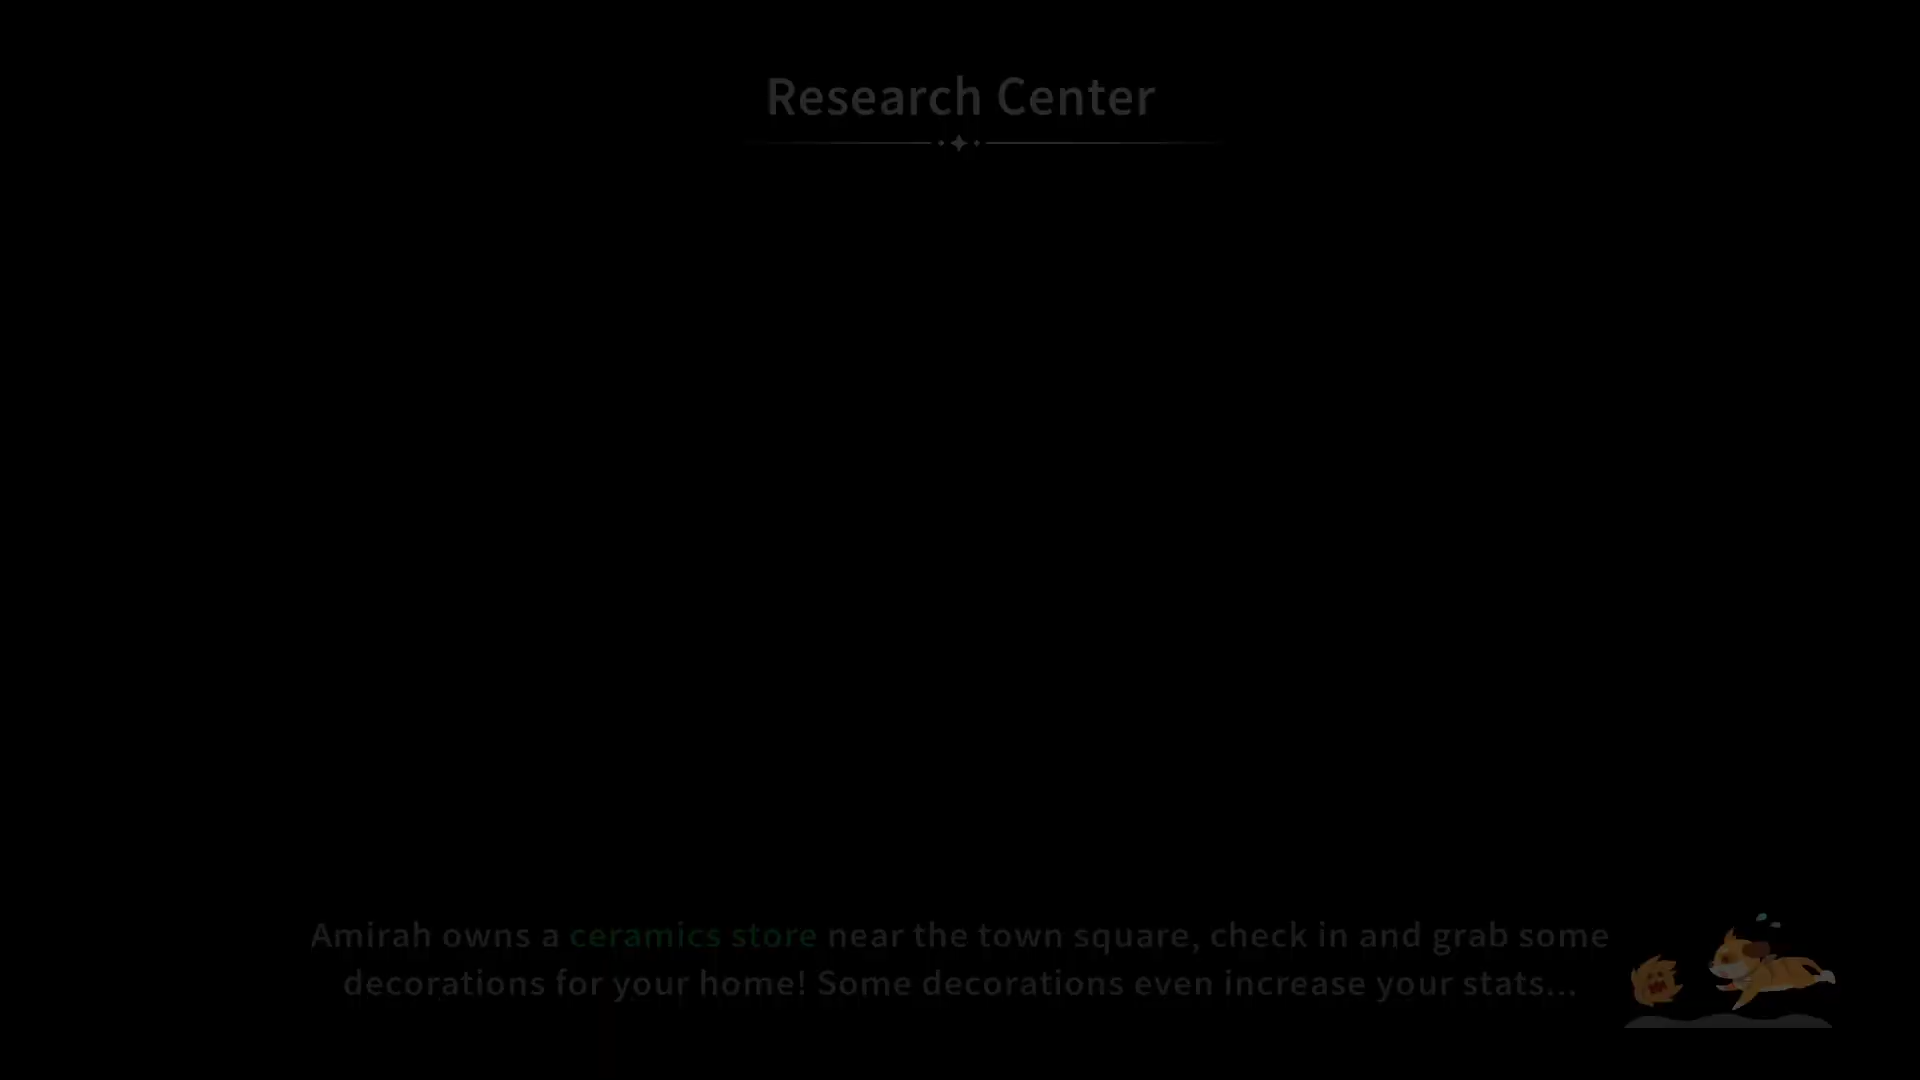 Research Center
Amirah owns a ceramics store near the town square, check in and grab some
decorations for your home! Some decorations even increase your stats...